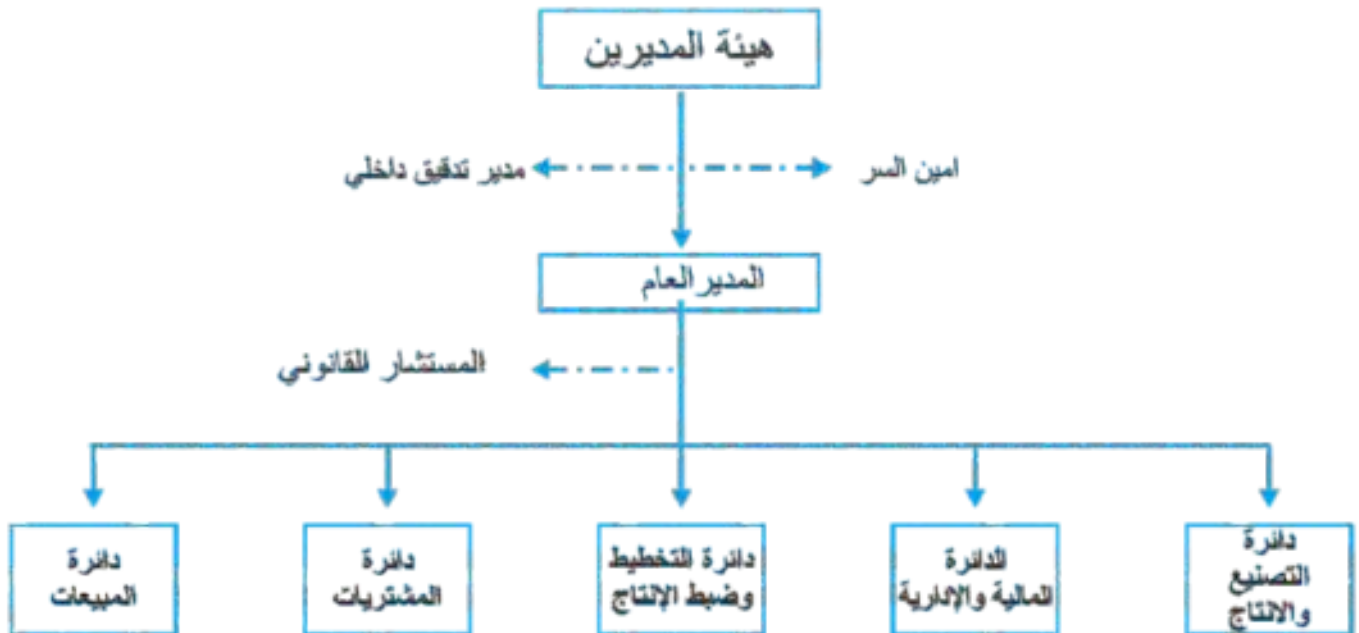 هيئة المديرين
امين السر
مدير تدقيق داخلي
المدير العام
المستشار القانوني
دائرة
التصنيع
والانتاج
الدائرة
المالية والإدارية
دائرة التخطيط
وضبط الإنتاج
دائرة
المشتريات
دائرة
المبيعات